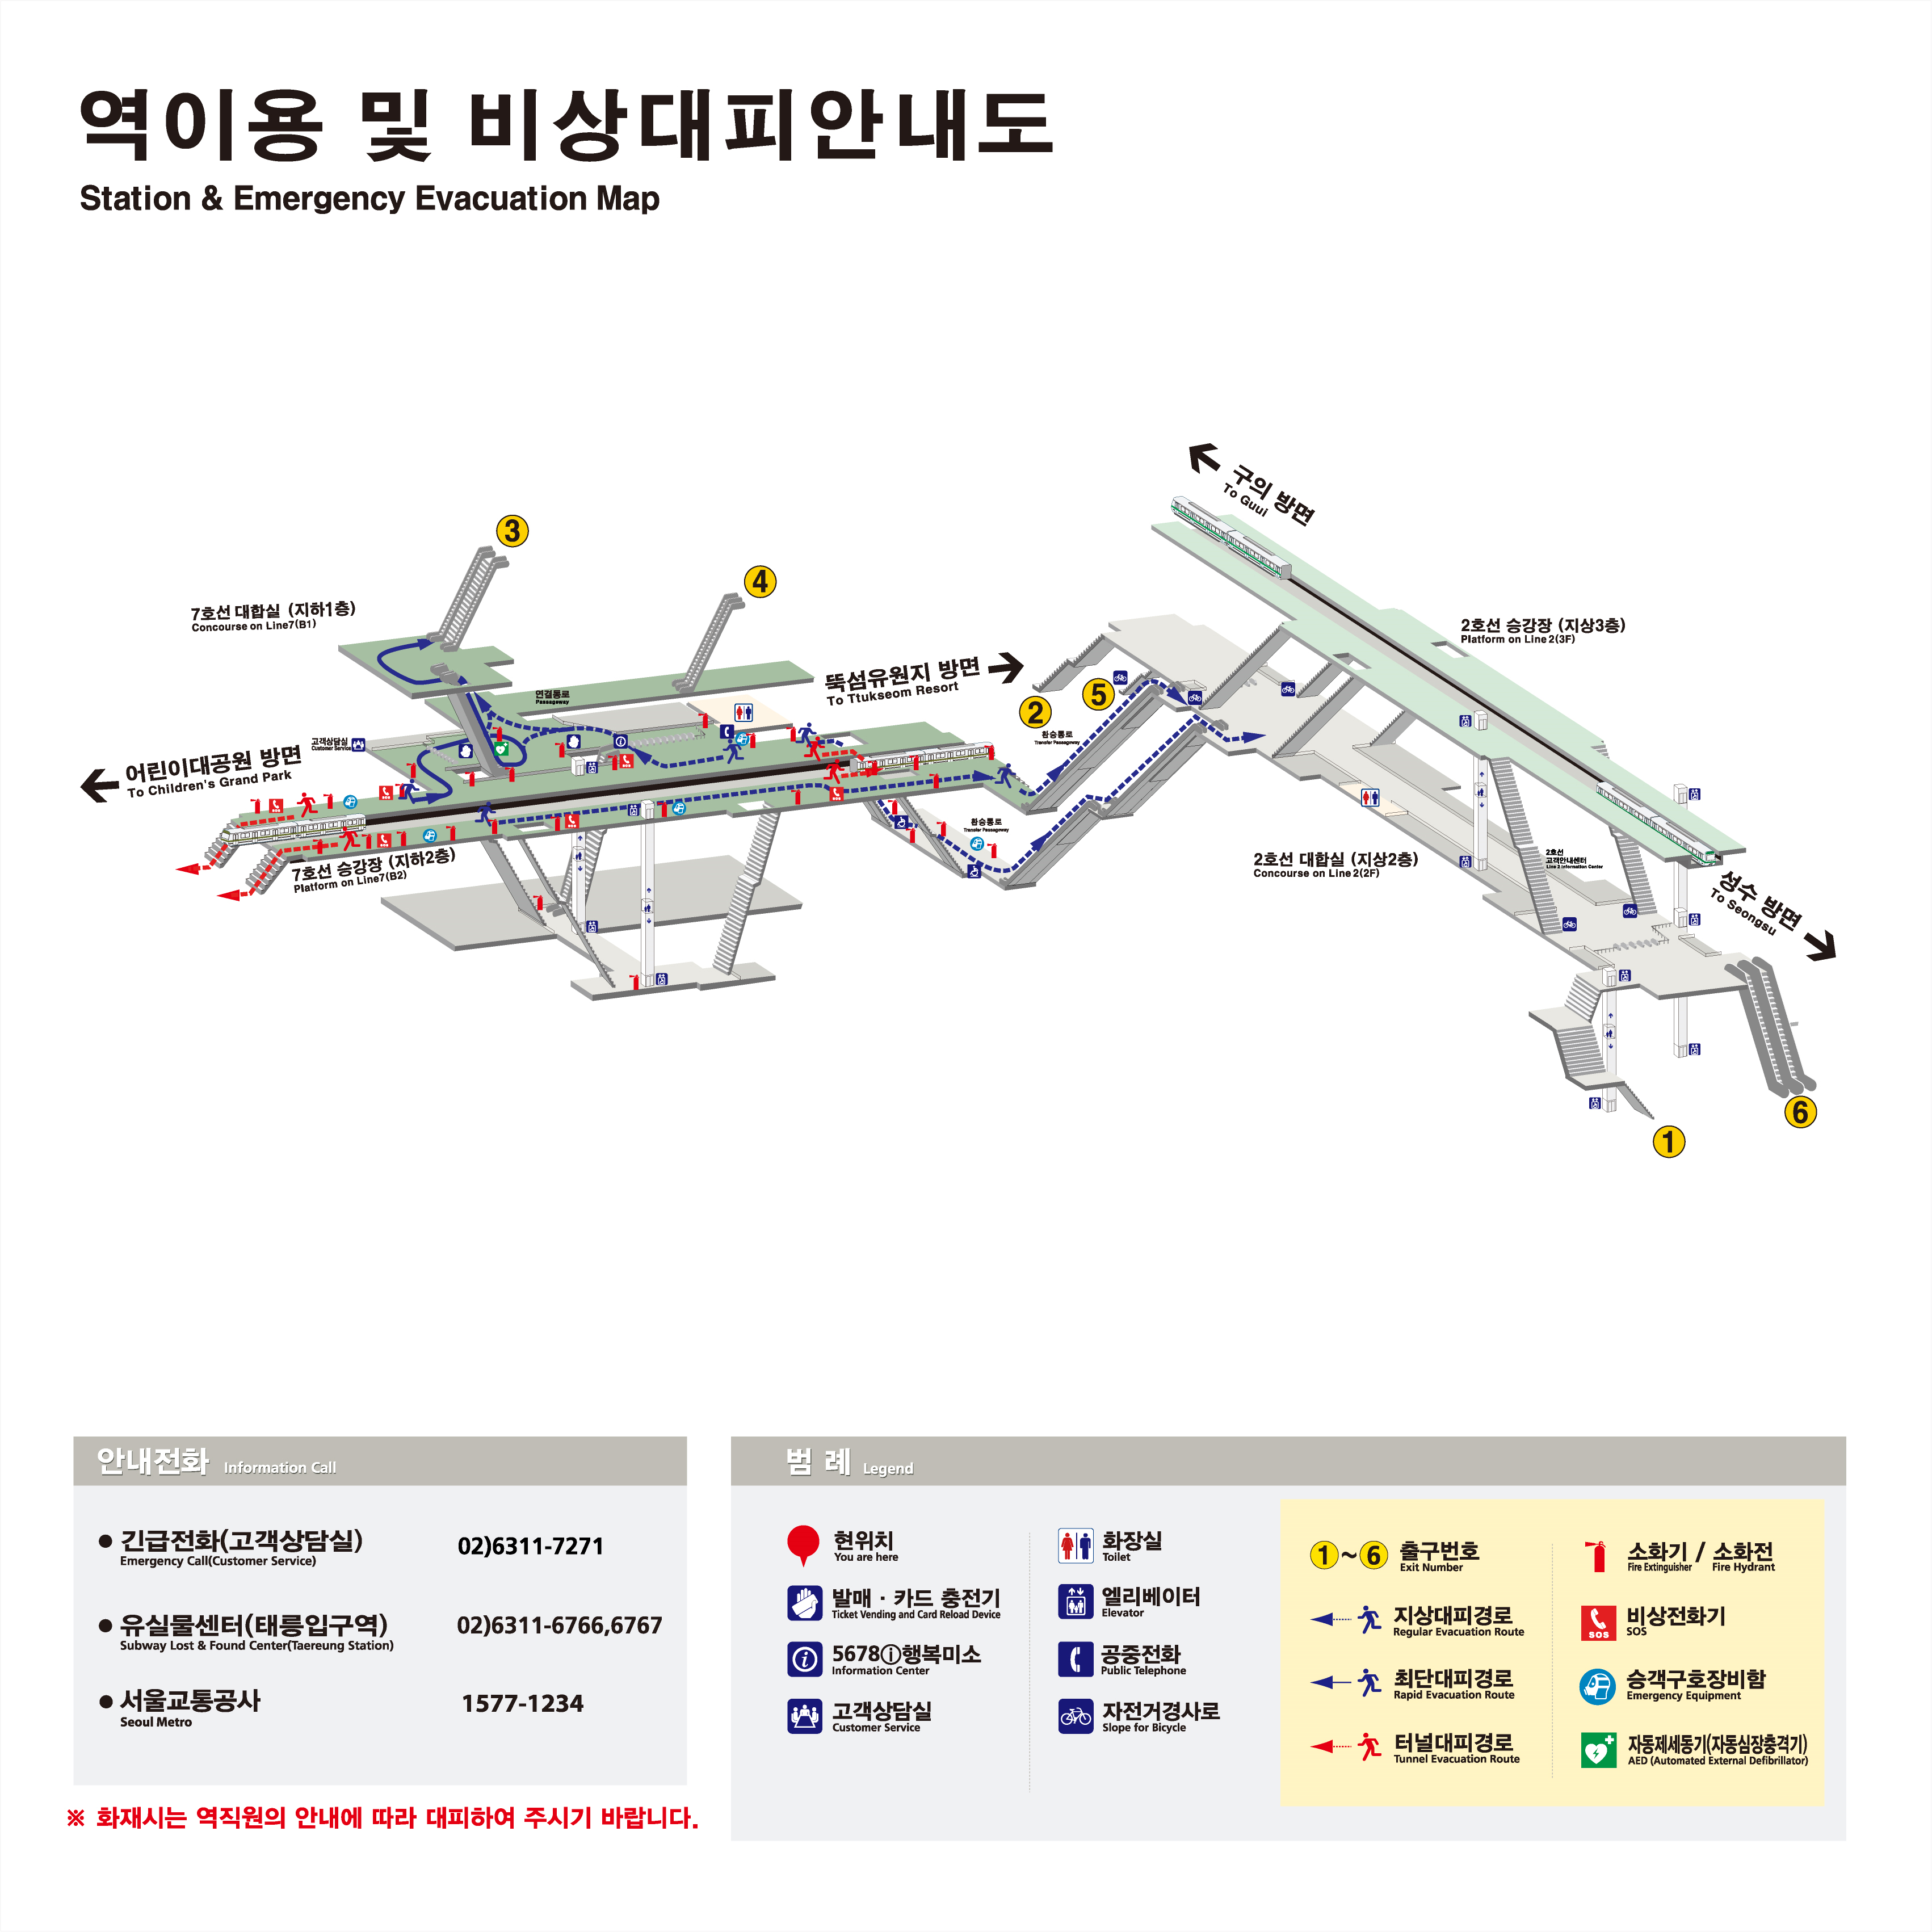 역이용 및 비상대피안내도
Station & Emergency Evacuation Map
구의 방면
To Guui
3
4
7호선 대합실 (지하1층)
Concourse on Line7(B1)
2호선 승강장 (지상3층)
Platform on Line2(3F)
뚝섬유원지 방면
To Ttukseom Resort
연결통로
Passageway
5
2
환승통로
Transfer Passageway
고객상담실
Customer Service
어린이대공원 방면
To Children's Grand Park
환승통로
Transfer Passageway
7호선 승강장 (지하2층)
Platform on Line7(B2)
2호선 대합실 (지상2층)
Concourse on Line2(2F)
2호선
고객안내센터
Line 2 Information Center
성수 방면
To Seongsu
6
1
안내전화 Information Call
● 긴급전화(고객상담실) 02)6311-7271
Emergency Call(Customer Service)
● 유실물센터(태릉입구역) 02)6311-6766,6767
Subway Lost & Found Center(Taereung Station)
● 서울교통공사 1577-1234
Seoul Metro
※ 화재시는 역직원의 안내에 따라 대피하여 주시기 바랍니다.
범 례 Legend
현위치
You are here
발매 · 카드 충전기
Ticket Vending and Card Reload Device
5678ⓘ행복미소
Information Center
고객상담실
Customer Service
화장실
Toilet
엘리베이터
Elevator
공중전화
Public Telephone
자전거경사로
Slope for Bicycle
1~6 출구번호
Exit Number
지상대피경로
Regular Evacuation Route
최단대피경로
Rapid Evacuation Route
터널대피경로
Tunnel Evacuation Route
소화기 / 소화전
Fire Extinguisher / Fire Hydrant
SOS 비상전화기
SOS
승객구호장비함
Emergency Equipment
자동제세동기(자동심장충격기)
AED (Automated External Defibrillator)